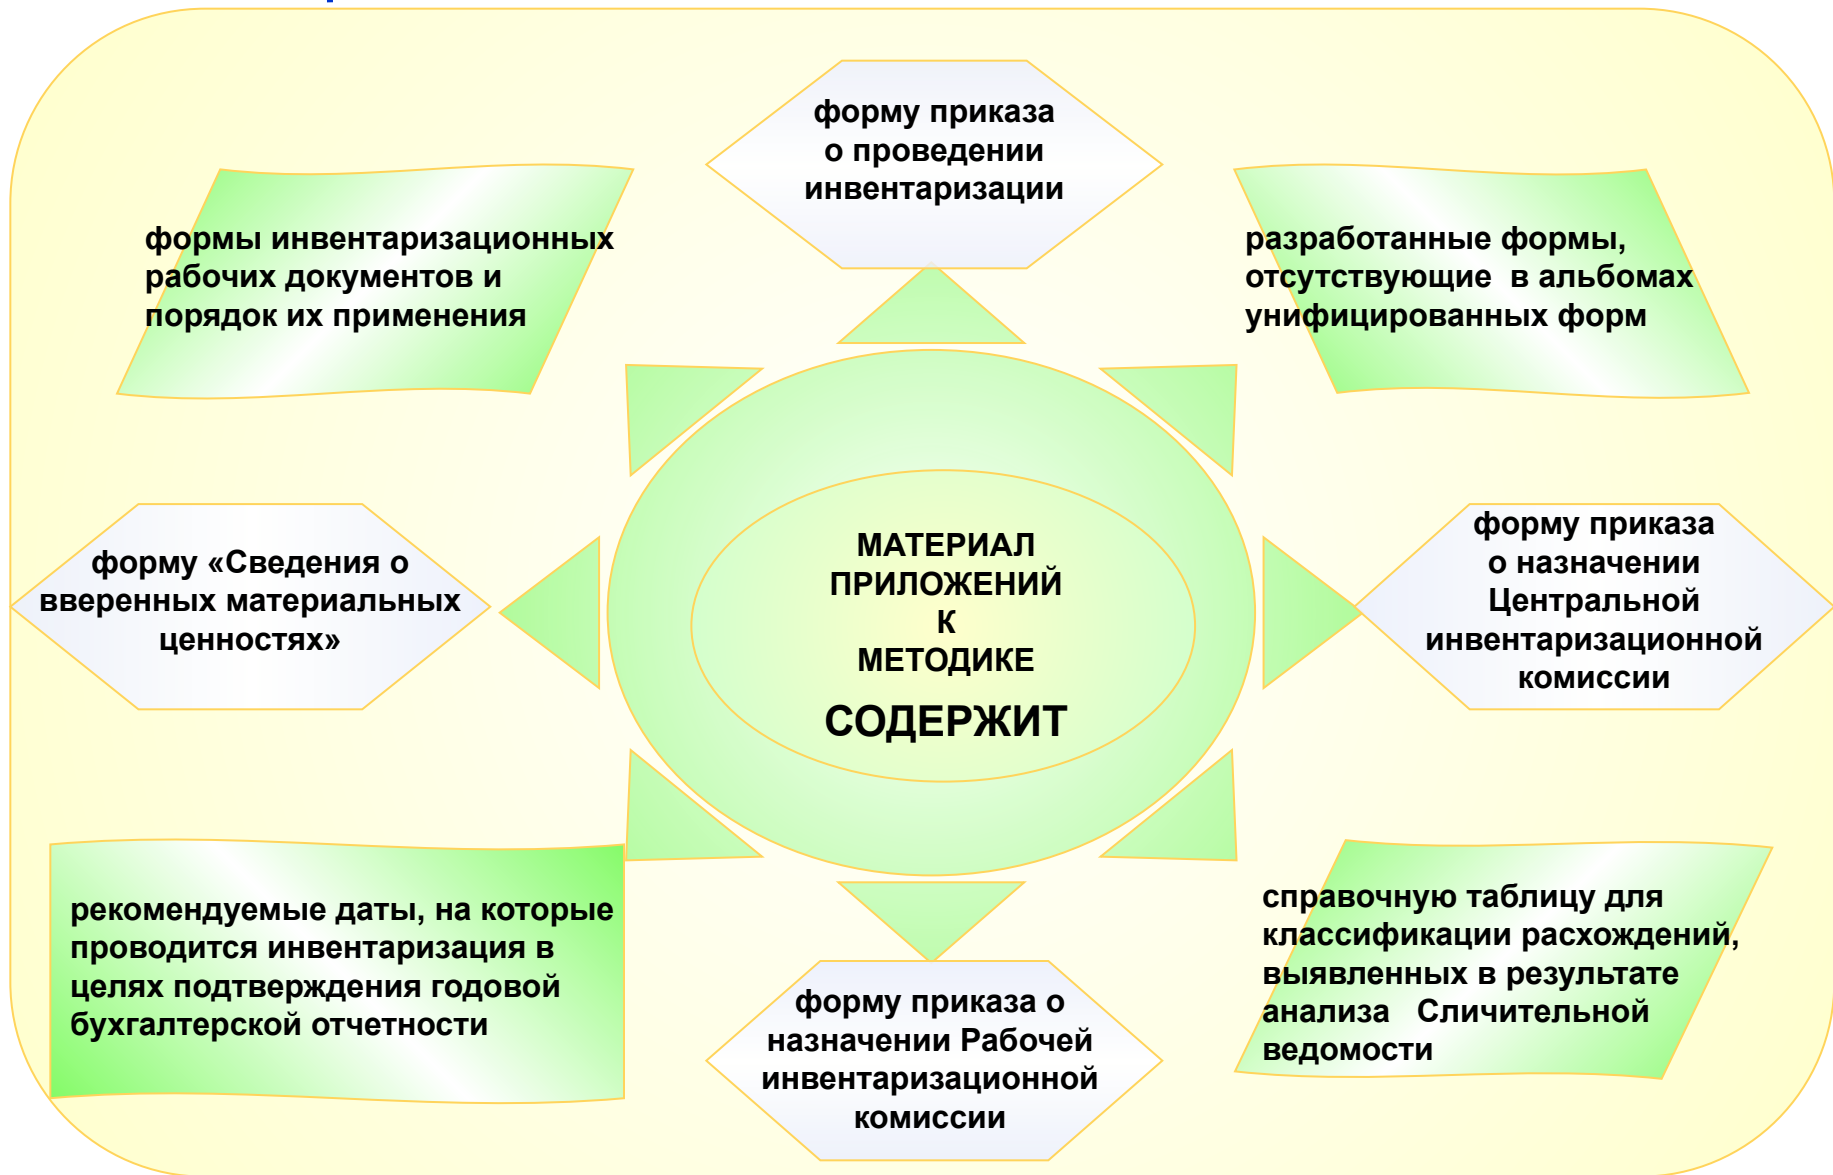 форму приказа
о проведении
инвентаризации
формы инвентаризационных
рабочих документов и
порядок их применения
разработанные формы,
отсутствующие в альбомах
унифицированных форм
форму «Сведения о
вверенных материальных
ценностях»
МАТЕРИАЛ
ПРИЛОЖЕНИЙ
К
МЕТОДИКЕ
СОДЕРЖИТ
форму приказа
о назначении
Центральной
инвентаризационной
комиссии
рекомендуемые даты, на которые
проводится инвентаризация в
целях подтверждения годовой
бухгалтерской отчетности
форму приказа о
назначении Рабочей
инвентаризационной
комиссии
справочную таблицу для
классификации расхождений,
выявленных в результате
анализа Сличительной
ведомости